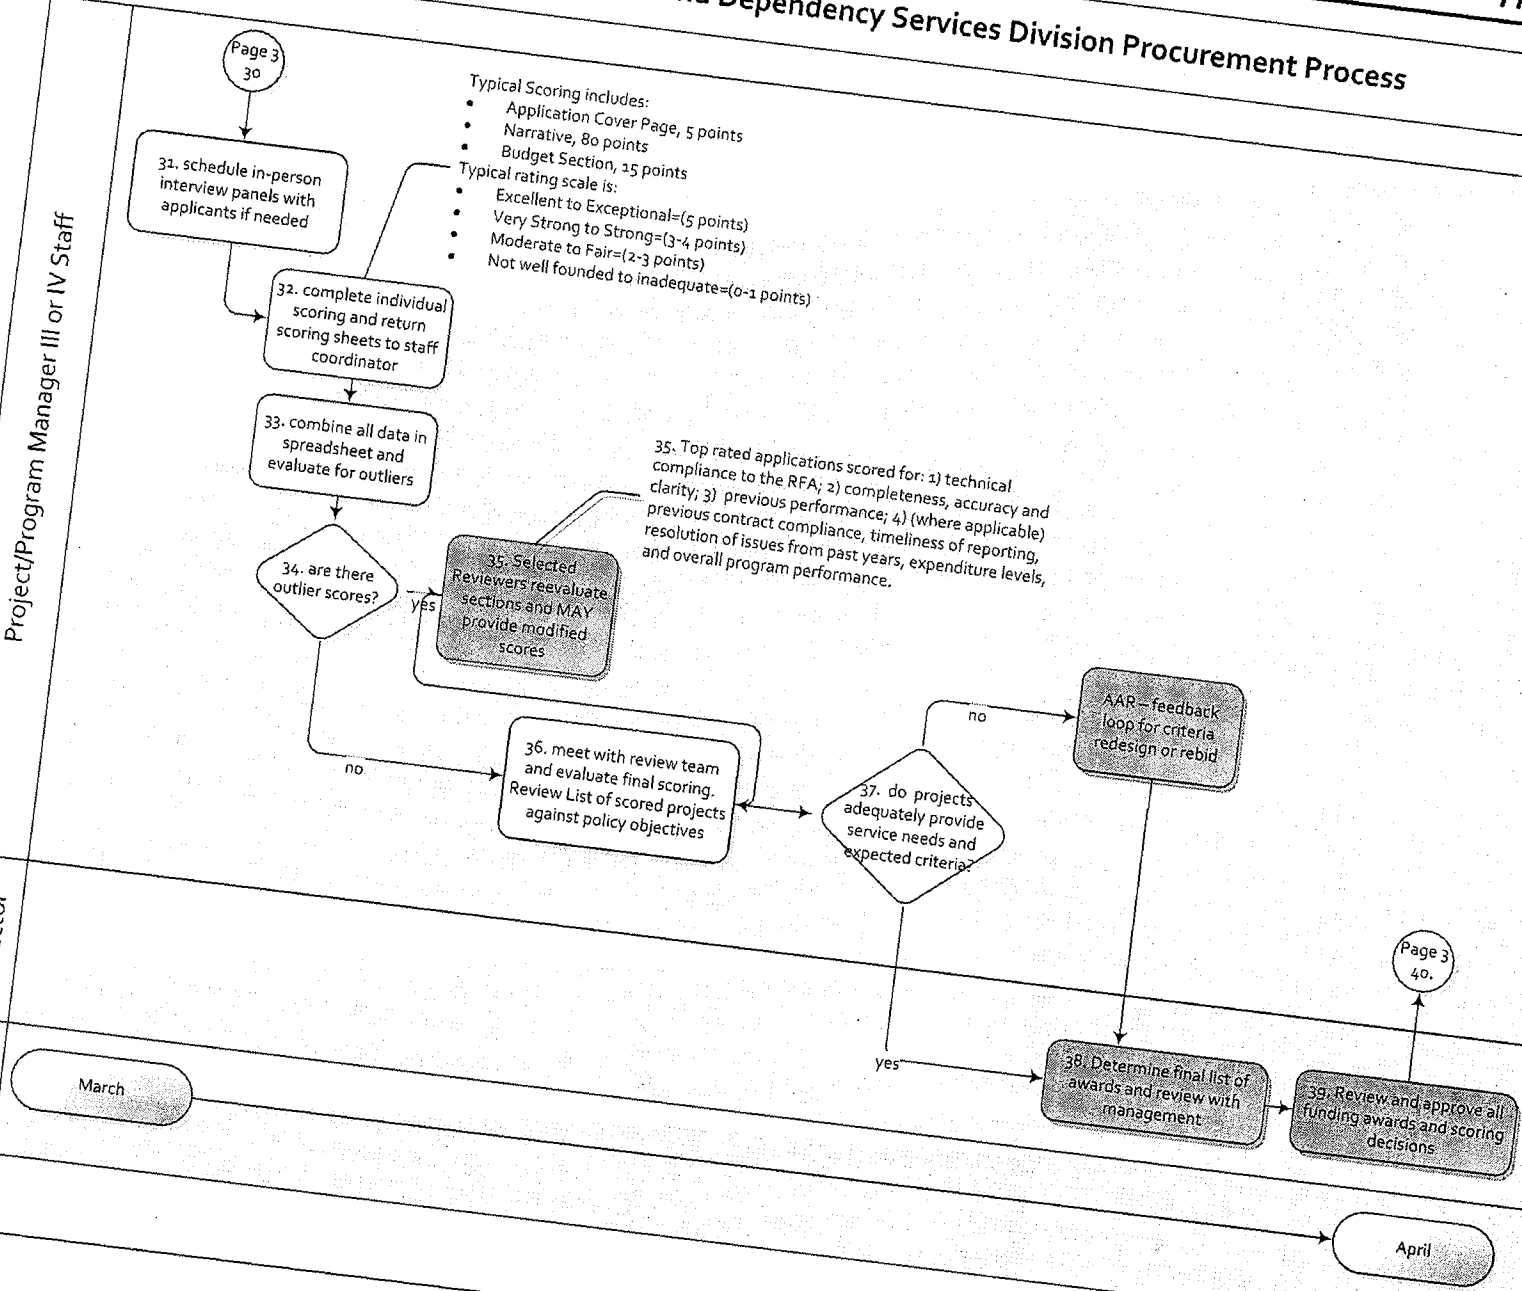 Dependency Services Division Procurement Process
Project/Program Manager III or IV Staff
Page 3
30
31. schedule in-person
interview panels with
applicants if needed
Typical Scoring includes:
• Application Cover Page, 5 points
• Narrative, 80 points
• Budget Section, 15 points
Typical rating scale is:
• Excellent to Exceptional=(5 points)
• Very Strong to Strong=(3-4 points)
• Moderate to Fair=(2-3 points)
• Not well founded to inadequate=(0-1 points)
32. complete individual
scoring and return
scoring sheets to staff
coordinator
33. combine all data in
spreadsheet and
evaluate for outliers
34. are there
outlier scores?
yes
35. Selected
Reviewers reevaluate
sections and MAY
provide modified
scores
35. Top rated applications scored for: 1) technical
compliance to the RFA; 2) completeness, accuracy and
clarity; 3) previous performance; 4) (where applicable)
previous contract compliance, timeliness of reporting,
resolution of issues from past years, expenditure levels,
and overall program performance.
no
36. meet with review team
and evaluate final scoring.
Review List of scored projects
against policy objectives
37. do projects
adequately provide
service needs and
expected criteria?
no
AAR – feedback
loop for criteria
redesign or rebid
yes
38. Determine final list of
awards and review with
management
39. Review and approve all
funding awards and scoring
decisions
Page 3
40.
March
April